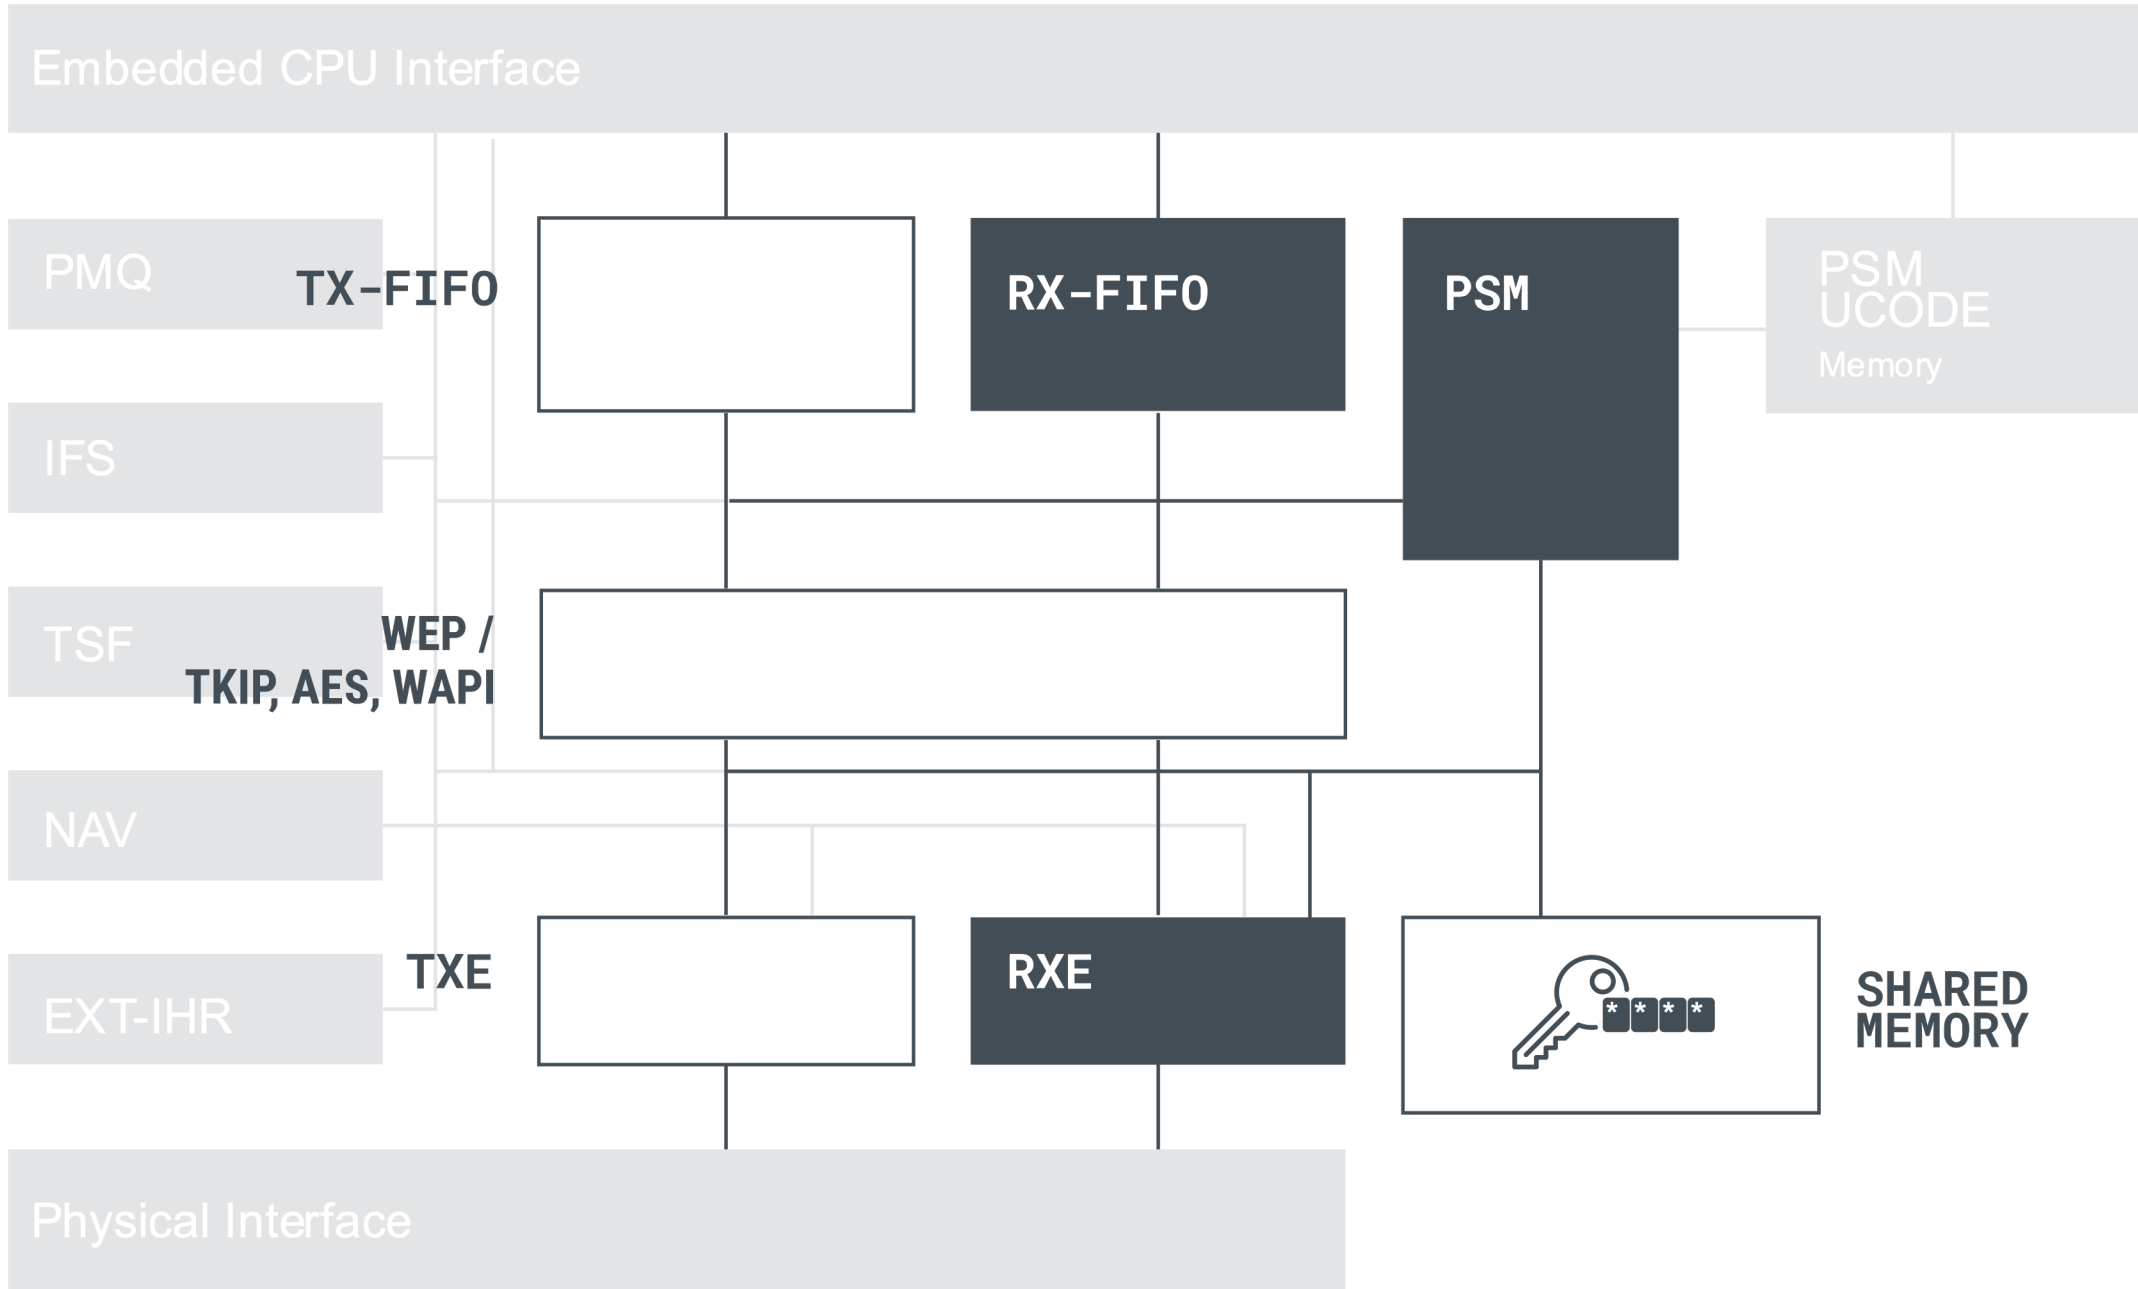 Embedded CPU Interface
PMQ
TX-FIFO
RX-FIFO
PSM
PSM
UCODE
Memory
IFS
WEP /
TSF
TKIP, AES, WAPI
NAV
TXE
RXE
EXT-IHR
* * * *
SHARED
MEMORY
Physical Interface